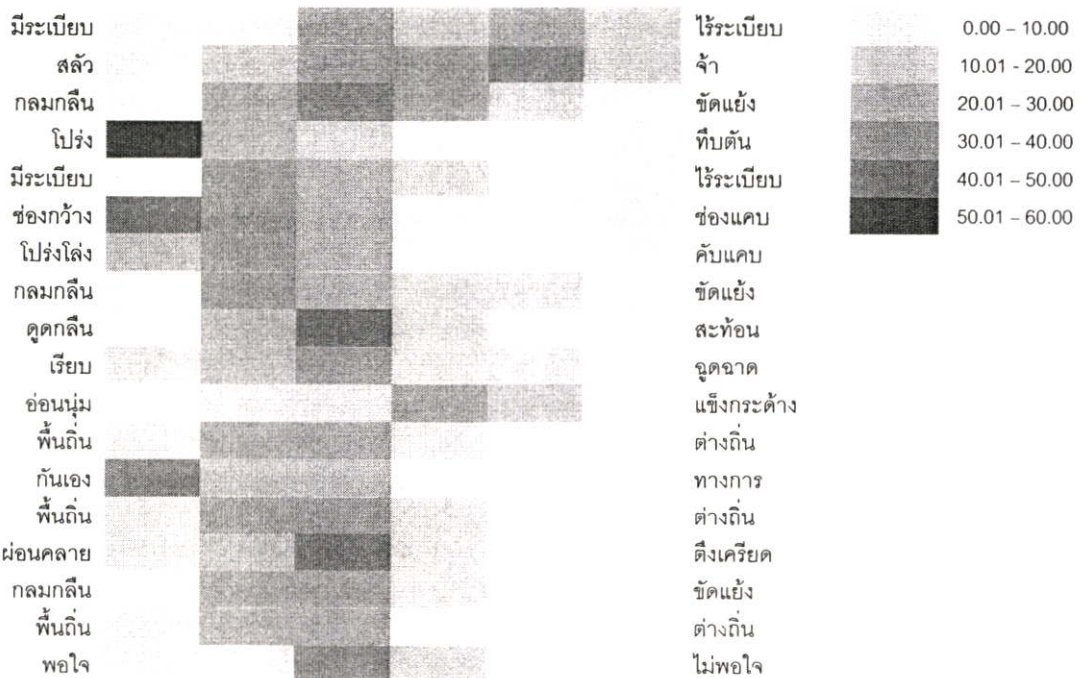 มีระเบียบ ไร้ระเบียบ 0.00 – 10.00
สลัว จ้า 10.01 - 20.00
กลมกลืน ขัดแย้ง 20.01 – 30.00
โปร่ง ทึบตัน 30.01 – 40.00
มีระเบียบ ไร้ระเบียบ 40.01 – 50.00
ช่องกว้าง ช่องแคบ 50.01 – 60.00
โปร่งโล่ง คับแคบ
กลมกลืน ขัดแย้ง
ดูดกลืน สะท้อน
เรียบ ฉูดฉาด
อ่อนนุ่ม แข็งกระด้าง
พื้นถิ่น ต่างถิ่น
กันเอง ทางการ
พื้นถิ่น ต่างถิ่น
ผ่อนคลาย ตึงเครียด
กลมกลืน ขัดแย้ง
พื้นถิ่น ต่างถิ่น
พอใจ ไม่พอใจ